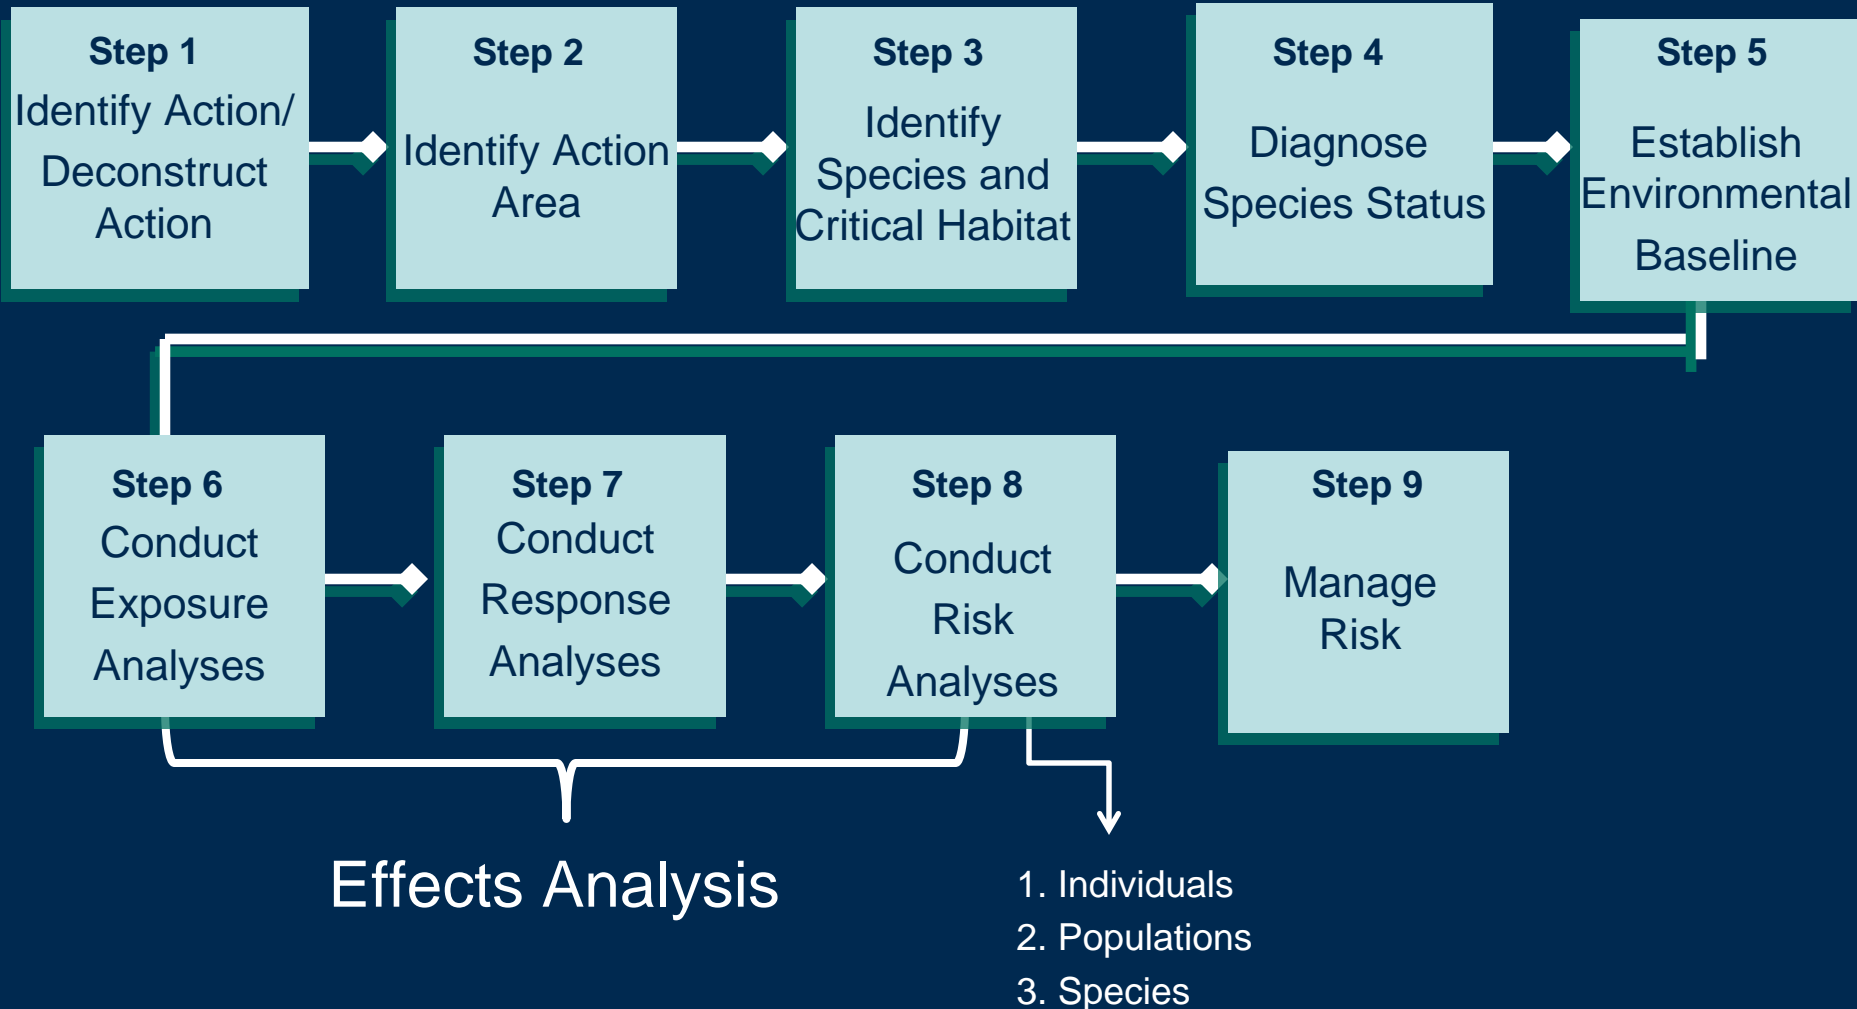 Step 1
Identify Action/
Deconstruct
Action
Step 2
Identify Action
Area
Step 3
Identify
Species and
Critical Habitat
Step 4
Diagnose
Species Status
Step 5
Establish
Environmental
Baseline
Step 6
Conduct
Exposure
Analyses
Step 7
Conduct
Response
Analyses
Step 8
Conduct
Risk
Analyses
Step 9
Manage
Risk
Effects Analysis
1. Individuals
2. Populations
3. Species